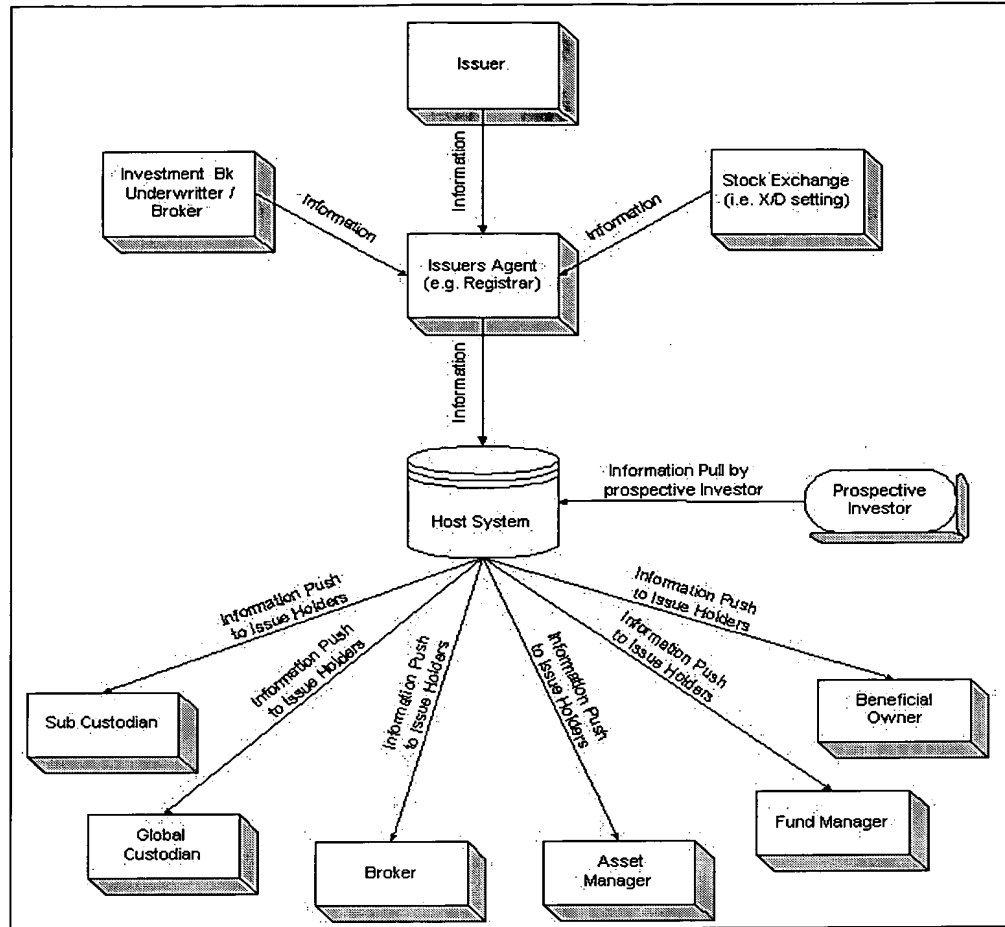 Issuer.
Investment Bk
Underwritter /
Broker
Information
Information
Information
Stock Exchange
(i.e. X/D setting)
Issuers Agent
(e.g. Registrar)
Information
Host System
Information Pull by
prospective Investor
Prospective
Investor
Information Push
to Issue Holders
Information Push
to Issue Holders
Information Push
to Issue Holders
Information Push
to Issue Holders
Information Push
to Issue Holders
Information Push
to Issue Holders
Sub Custodian
Beneficial
Owner
Global
Custodian
Broker
Asset
Manager
Fund Manager